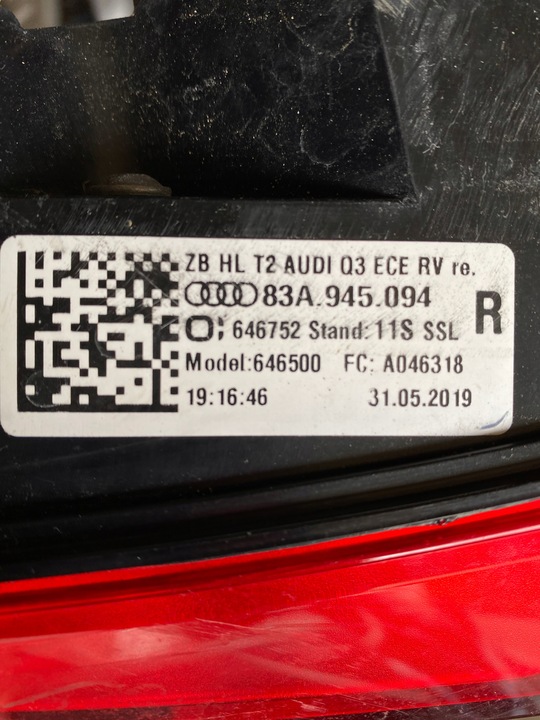 ZB HL T2 AUDI Q3 ECE RV re.
83A.945.094
R
646752 Stand: 11S SSL
Model:646500 FC: A046318
19:16:46 31.05.2019